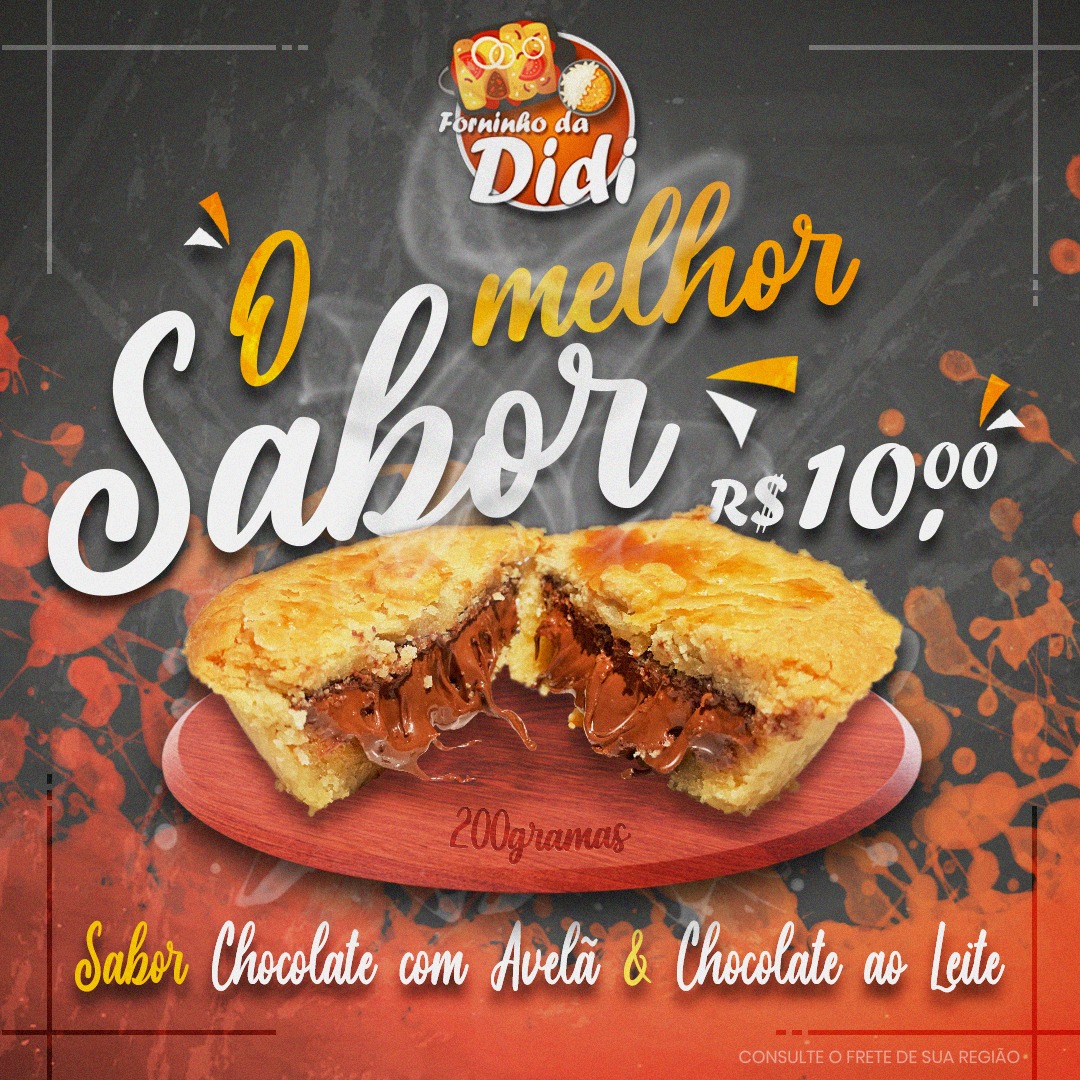 Forninho da
Didi
O melhor
Sabor
R$10,00
200gramas
Sabor Chocolate com Avelã & Chocolate ao Leite
CONSULTE O FRETE DE SUA REGIÃO*